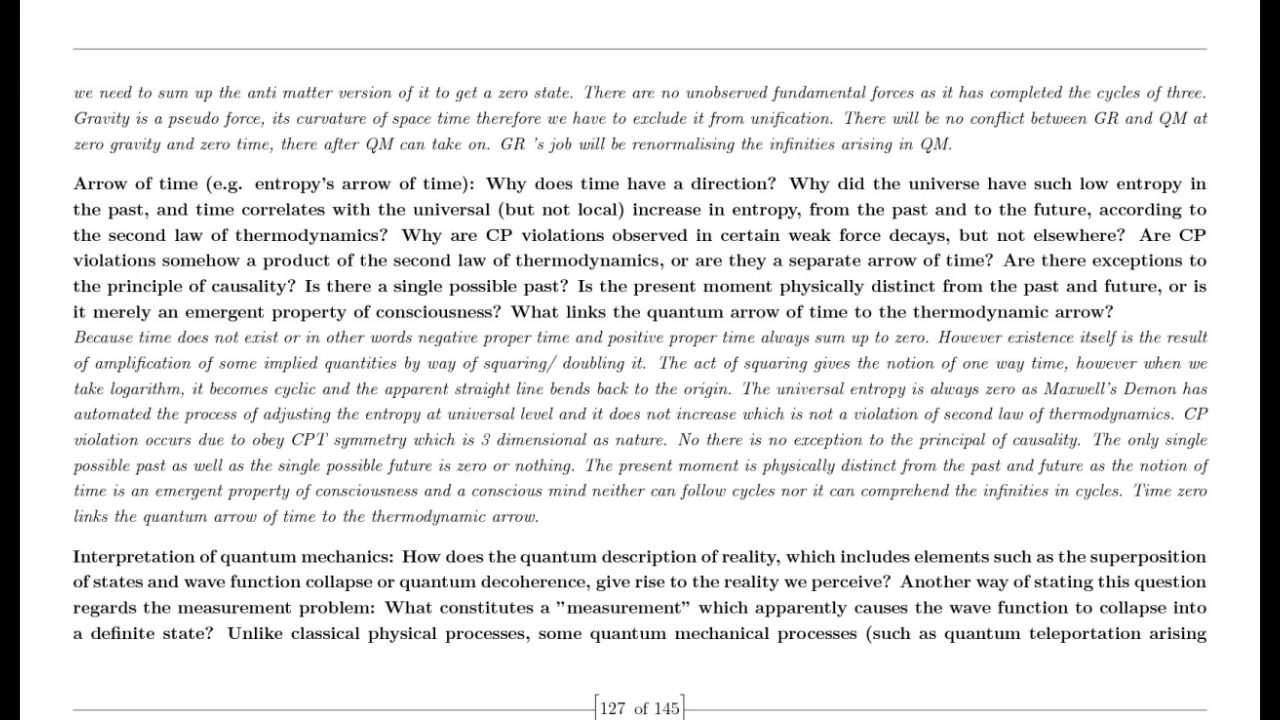 we need to sum up the anti matter version of it to get a zero state. There are no unobserved fundamental forces as it has completed the cycles of three.
Gravity is a pseudo force, its curvature of space time therefore we have to exclude it from unification. There will be no conflict between GR and QM at
zero gravity and zero time, there after QM can take on. GR 's job will be renormalising the infinities arising in QM.
Arrow of time (e.g. entropy's arrow of time): Why does time have a direction? Why did the universe have such low entropy in
the past, and time correlates with the universal (but not local) increase in entropy, from the past and to the future, according to
the second law of thermodynamics? Why are CP violations observed in certain weak force decays, but not elsewhere? Are CP
violations somehow a product of the second law of thermodynamics, or are they a separate arrow of time? Are there exceptions to
the principle of causality? Is there a single possible past? Is the present moment physically distinct from the past and future, or is
it merely an emergent property of consciousness? What links the quantum arrow of time to the thermodynamic arrow?
Because time does not exist or in other words negative proper time and positive proper time always sum up to zero. However existence itself is the result
of amplification of some implied quantities by way of squaring/ doubling it. The act of squaring gives the notion of one way time, however when we
take logarithm, it becomes cyclic and the apparent straight line bends back to the origin. The universal entropy is always zero as Maxwell's Demon has
automated the process of adjusting the entropy at universal level and it does not increase which is not a violation of second law of thermodynamics. CP
violation occurs due to obey CPT symmetry which is 3 dimensional as nature. No there is no exception to the principal of causality. The only single
possible past as well as the single possible future is zero or nothing. The present moment is physically distinct from the past and future as the notion of
time is an emergent property of consciousness and a conscious mind neither can follow cycles nor it can comprehend the infinities in cycles. Time zero
links the quantum arrow of time to the thermodynamic arrow.
Interpretation of quantum mechanics: How does the quantum description of reality, which includes elements such as the superposition
of states and wave function collapse or quantum decoherence, give rise to the reality we perceive? Another way of stating this question
regards the measurement problem: What constitutes a "measurement" which apparently causes the wave function to collapse into
a definite state? Unlike classical physical processes, some quantum mechanical processes (such as quantum teleportation arising
127 of 145